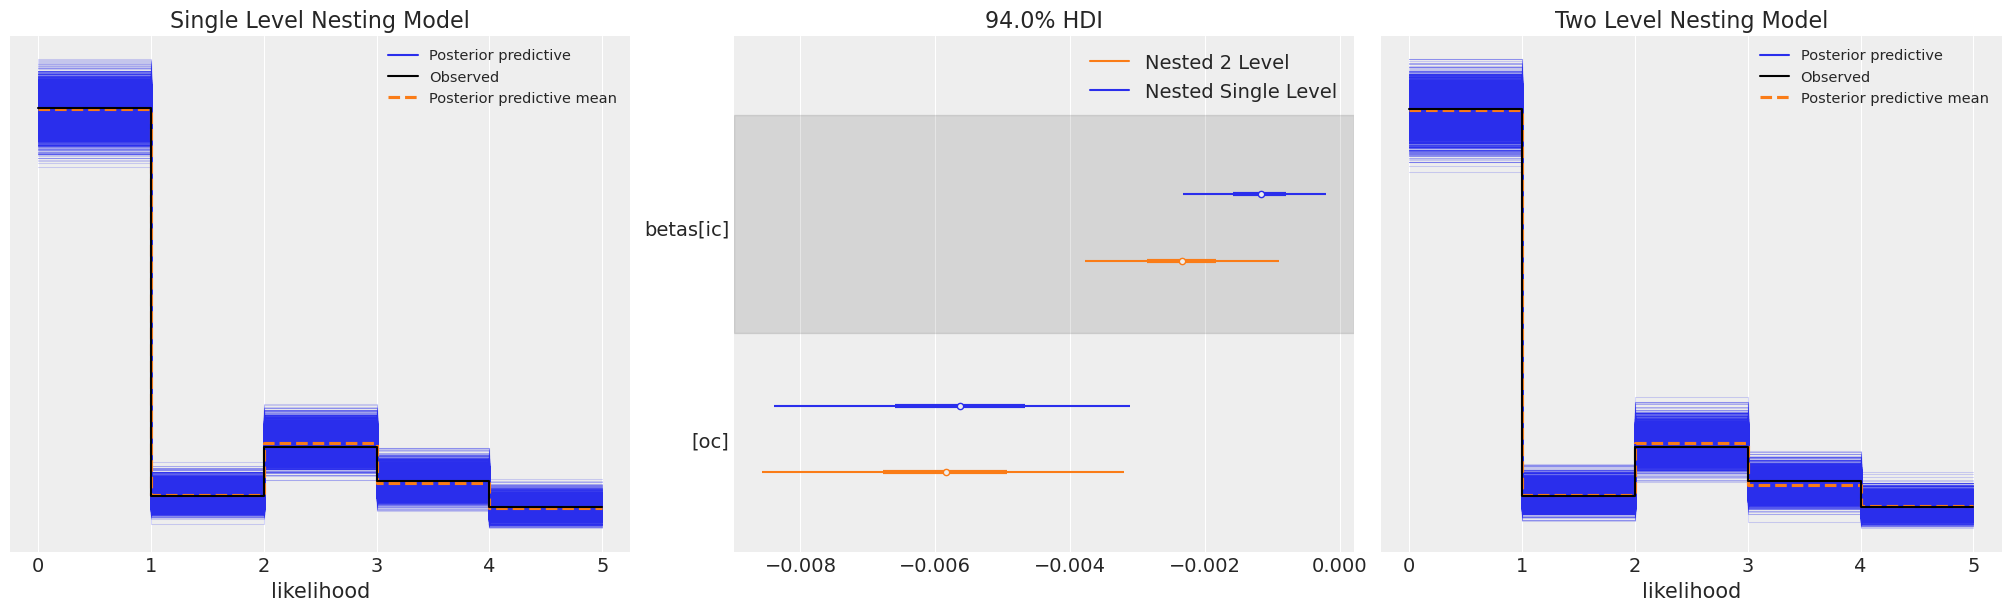 Single Level Nesting Model
Posterior predictive
Observed
Posterior predictive mean
0 1 2 3 4 5
likelihood
94.0% HDI
Nested 2 Level
Nested Single Level
betas[ic]
[oc]
−0.008 −0.006 −0.004 −0.002 0.000
Two Level Nesting Model
Posterior predictive
Observed
Posterior predictive mean
0 1 2 3 4 5
likelihood